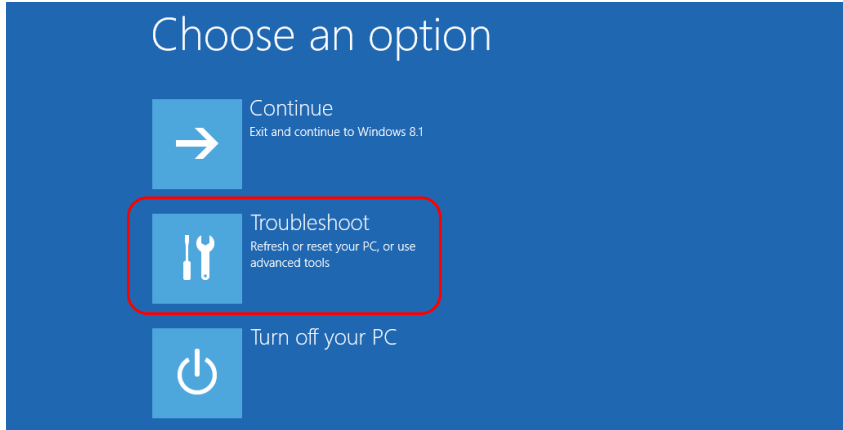 Choose an option
Continue
Exit and continue to Windows 8.1
Troubleshoot
Refresh or reset your PC, or use
advanced tools
Turn off your PC